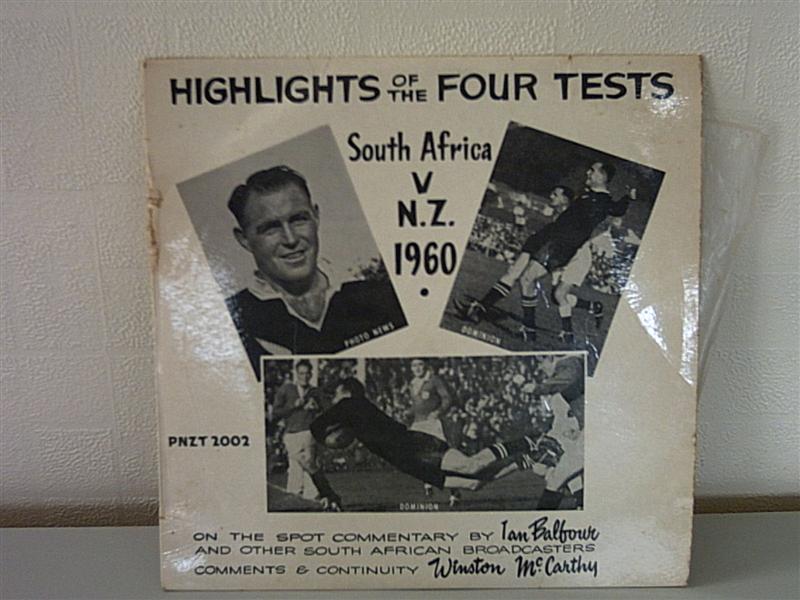 HIGHLIGHTS OF THE FOUR TESTS
South Africa
V
N.Z.
1960
PHOTO NEWS
DOMINION
PNZT 2002
DOMINION
ON THE SPOT COMMENTARY BY Ian Balfour
AND OTHER SOUTH AFRICAN BROADCASTERS
COMMENTS & CONTINUITY Winston McCarthy